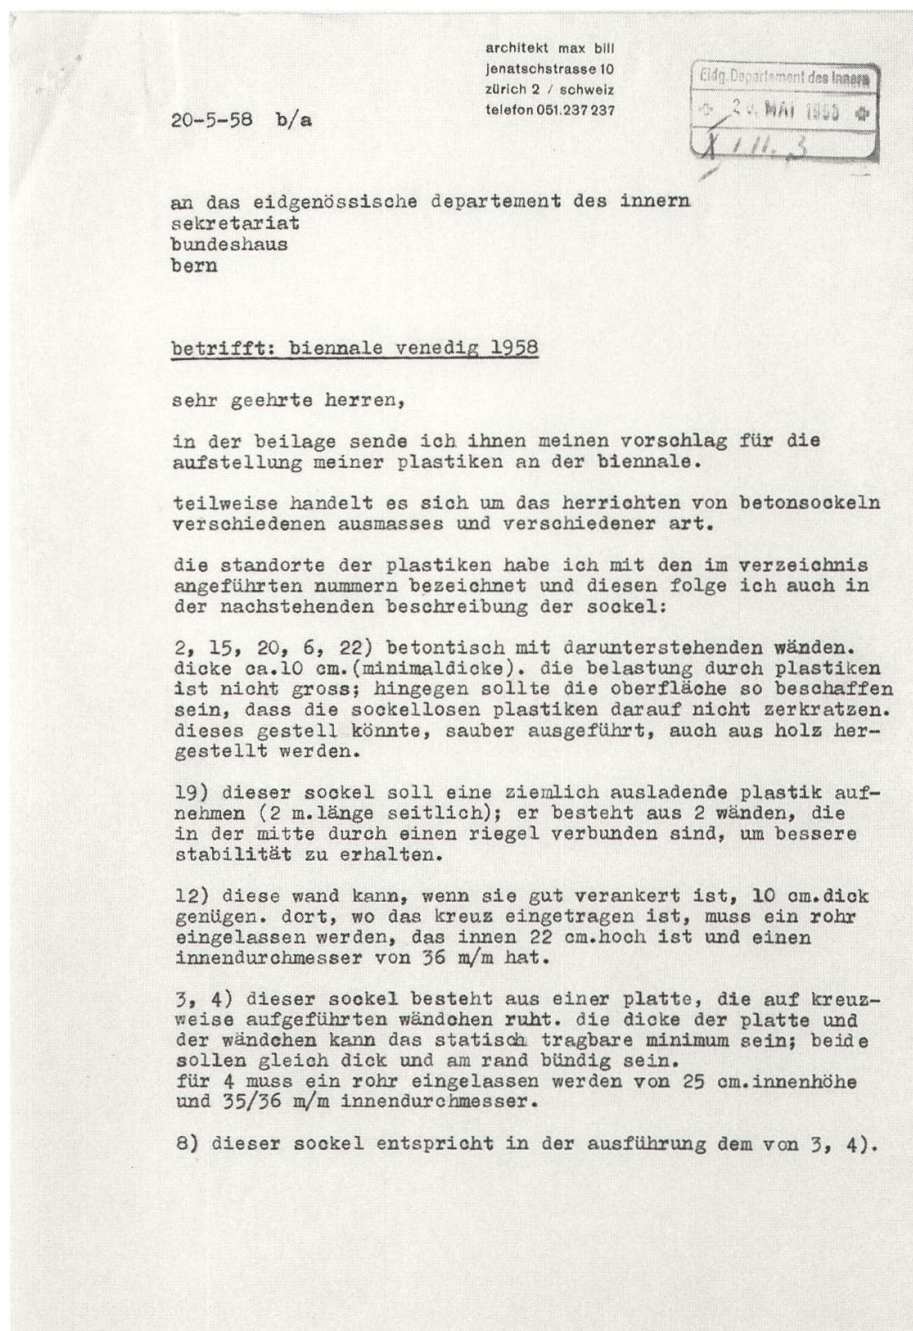 architekt max bill
jenatschstrasse 10
zürich 2 / schweiz
telefon 051.237 237
Eidg. Departement des Innern
MAI
20-5-58 b/a
an das eidgenössische departement des innern
sekretariat
bundeshaus
bern
betrifft: biennale venedig 1958
sehr geehrte herren,
in der beilage sende ich ihnen meinen vorschlag für die
aufstellung meiner plastiken an der biennale.
teilweise handelt es sich um das herrichten von betonsockeln
verschiedenen ausmasses und verschiedener art.
die standorte der plastiken habe ich mit den im verzeichnis
angeführten nummern bezeichnet und diesen folge ich auch in
der nachstehenden beschreibung der sockel:
2, 15, 20, 6, 22) betontisch mit darunterstehenden wänden.
dicke ca.10 cm.(minimaldicke). die belastung durch plastiken
ist nicht gross; hingegen sollte die oberfläche so beschaffen
sein, dass die sockellosen plastiken darauf nicht zerkratzen.
dieses gestell könnte, sauber ausgeführt, auch aus holz her-
gestellt werden.
19) dieser sockel soll eine ziemlich ausladende plastik auf-
nehmen (2 m.länge seitlich); er besteht aus 2 wänden, die
in der mitte durch einen riegel verbunden sind, um bessere
stabilität zu erhalten.
12) diese wand kann, wenn sie gut verankert ist, 10 cm.dick
genügen. dort, wo das kreuz eingetragen ist, muss ein rohr
eingelassen werden, das innen 22 cm.hoch ist und einen
innendurchmesser von 36 m/m hat.
3, 4) dieser sockel besteht aus einer platte, die auf kreuz-
weise aufgeführten wändchen ruht. die dicke der platte und
der wändchen kann das statisch tragbare minimum sein; beide
sollen gleich dick und am rand bündig sein.
für 4 muss ein rohr eingelassen werden von 25 cm.innenhöhe
und 35/36 m/m innendurchmesser.
8) dieser sockel entspricht in der ausführung dem von 3, 4).